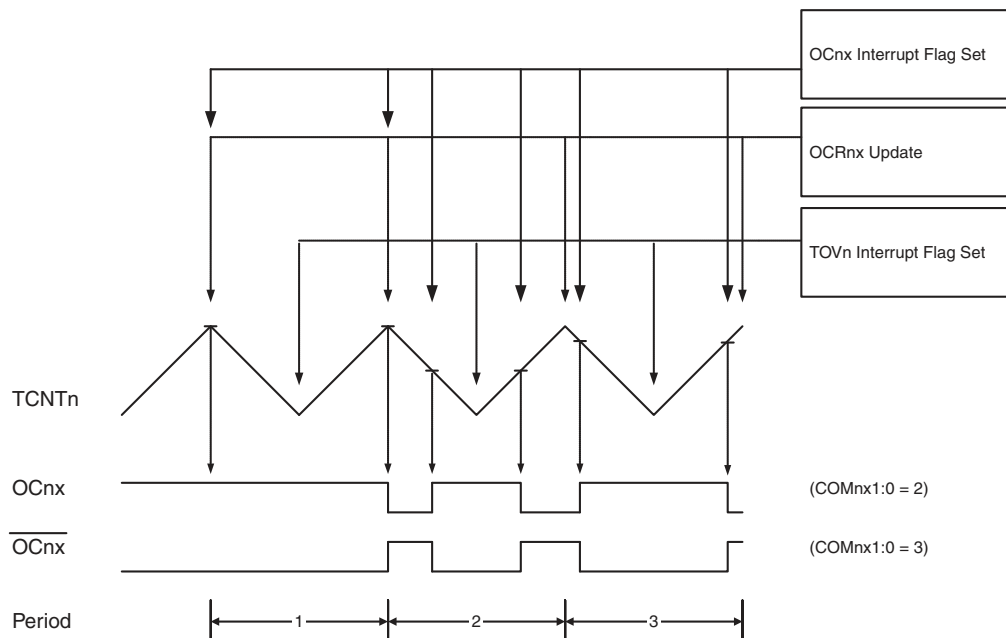 OCnx Interrupt Flag Set
OCRnx Update
TOVn Interrupt Flag Set
TCNTn
OCnx
(COMnx1:0 = 2)
OCnx
(COMnx1:0 = 3)
Period
1
2
3